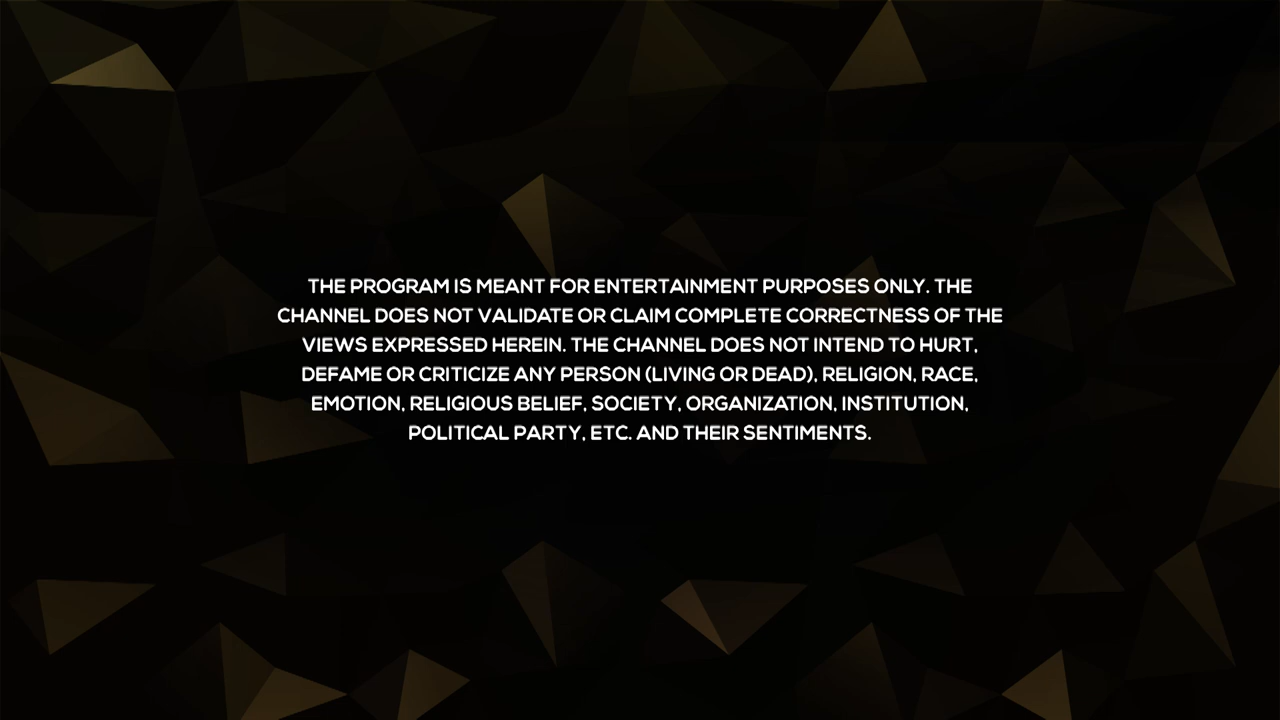 THE PROGRAM IS MEANT FOR ENTERTAINMENT PURPOSES ONLY. THE
CHANNEL DOES NOT VALIDATE OR CLAIM COMPLETE CORRECTNESS OF THE
VIEWS EXPRESSED HEREIN. THE CHANNEL DOES NOT INTEND TO HURT,
DEFAME OR CRITICIZE ANY PERSON (LIVING OR DEAD), RELIGION, RACE,
EMOTION, RELIGIOUS BELIEF, SOCIETY, ORGANIZATION, INSTITUTION,
POLITICAL PARTY, ETC. AND THEIR SENTIMENTS.